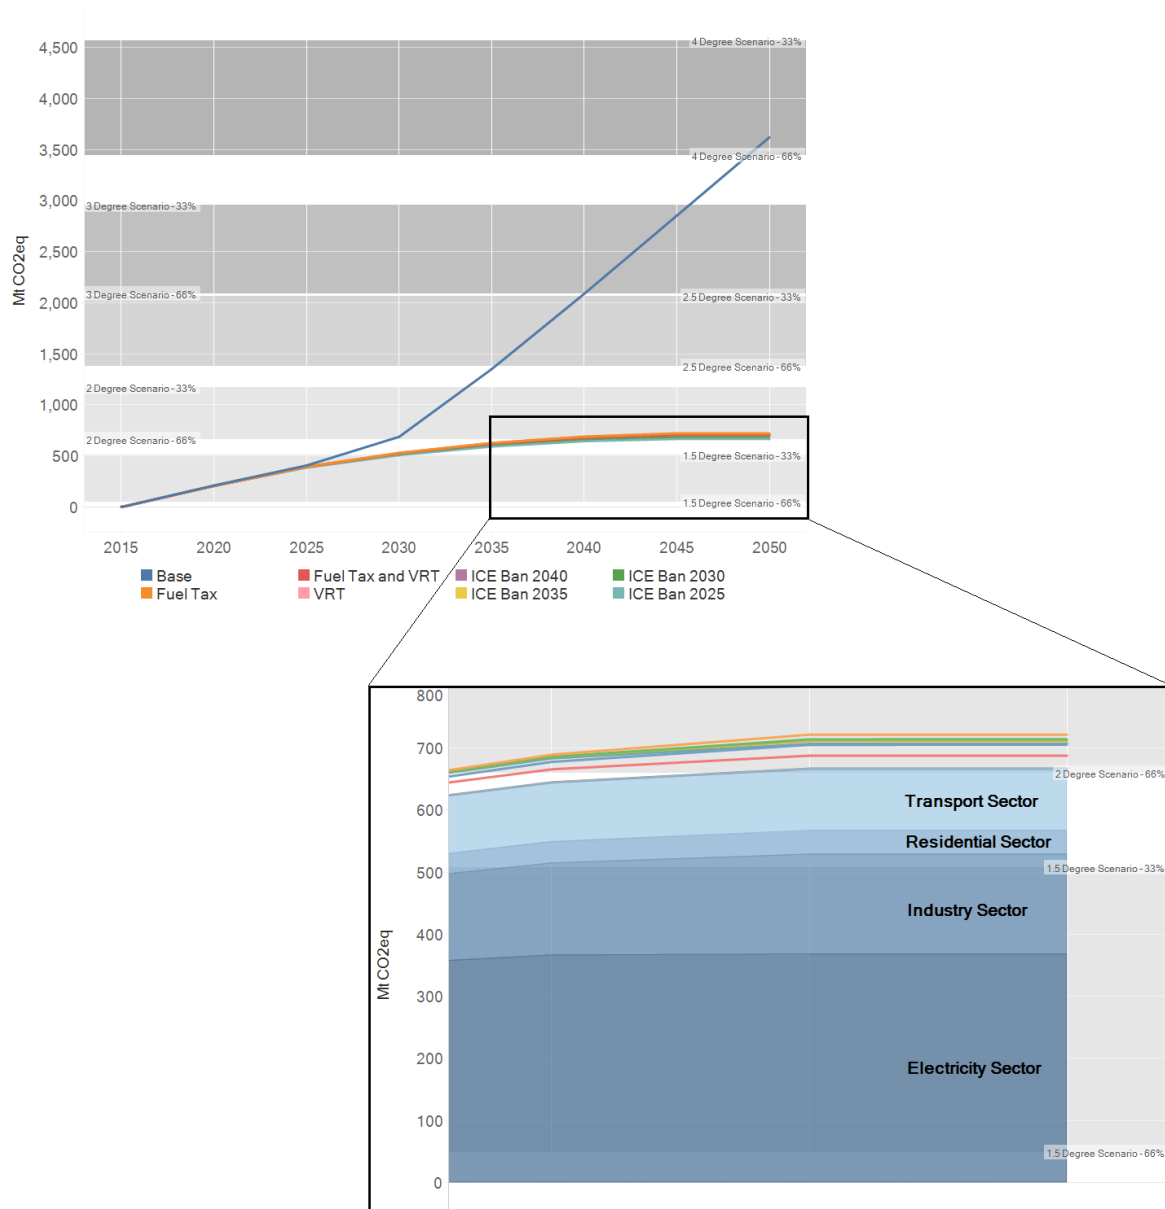 4,500
4 Degree Scenario - 33%
4,000
3,500
4 Degree Scenario - 66%
3,000
3 Degree Scenario - 33%
2,500
Mt CO2eq
3 Degree Scenario - 66%
2.5 Degree Scenario - 33%
2,000
1,500
2.5 Degree Scenario - 66%
2 Degree Scenario - 33%
1,000
2 Degree Scenario - 66%
500
1.5 Degree Scenario - 33%
0
1.5 Degree Scenario - 66%
2015 2020 2025 2030 2035 2040 2045 2050
Base Fuel Tax and VRT ICE Ban 2040 ICE Ban 2030
Fuel Tax VRT ICE Ban 2035 ICE Ban 2025
800
700
2 Degree Scenario - 66%
Transport Sector
600
Residential Sector
500
1.5 Degree Scenario - 33%
Industry Sector
400
Mt CO2eq
300
200
Electricity Sector
100
1.5 Degree Scenario - 66%
0